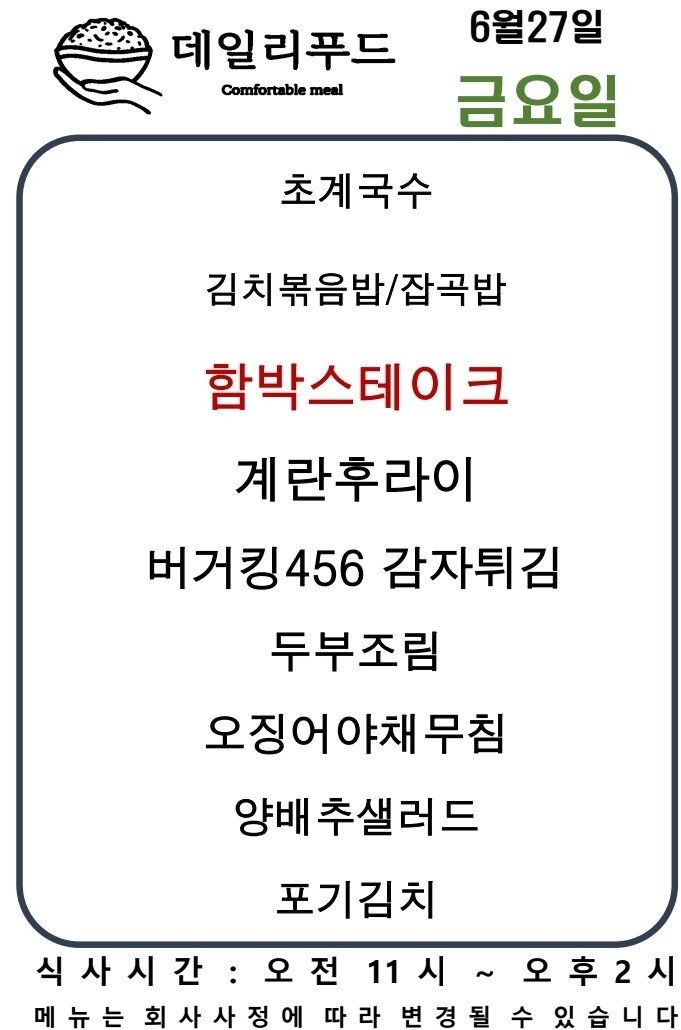 데일리푸드
Comfortable meal
6월27일
금요일
초계국수
김치볶음밥/잡곡밥
함박스테이크
계란후라이
버거킹456 감자튀김
두부조림
오징어야채무침
양배추샐러드
포기김치
식사시간 : 오전 11시 ~ 오후 2시
메뉴는 회사사정에 따라 변경될 수 있습니다